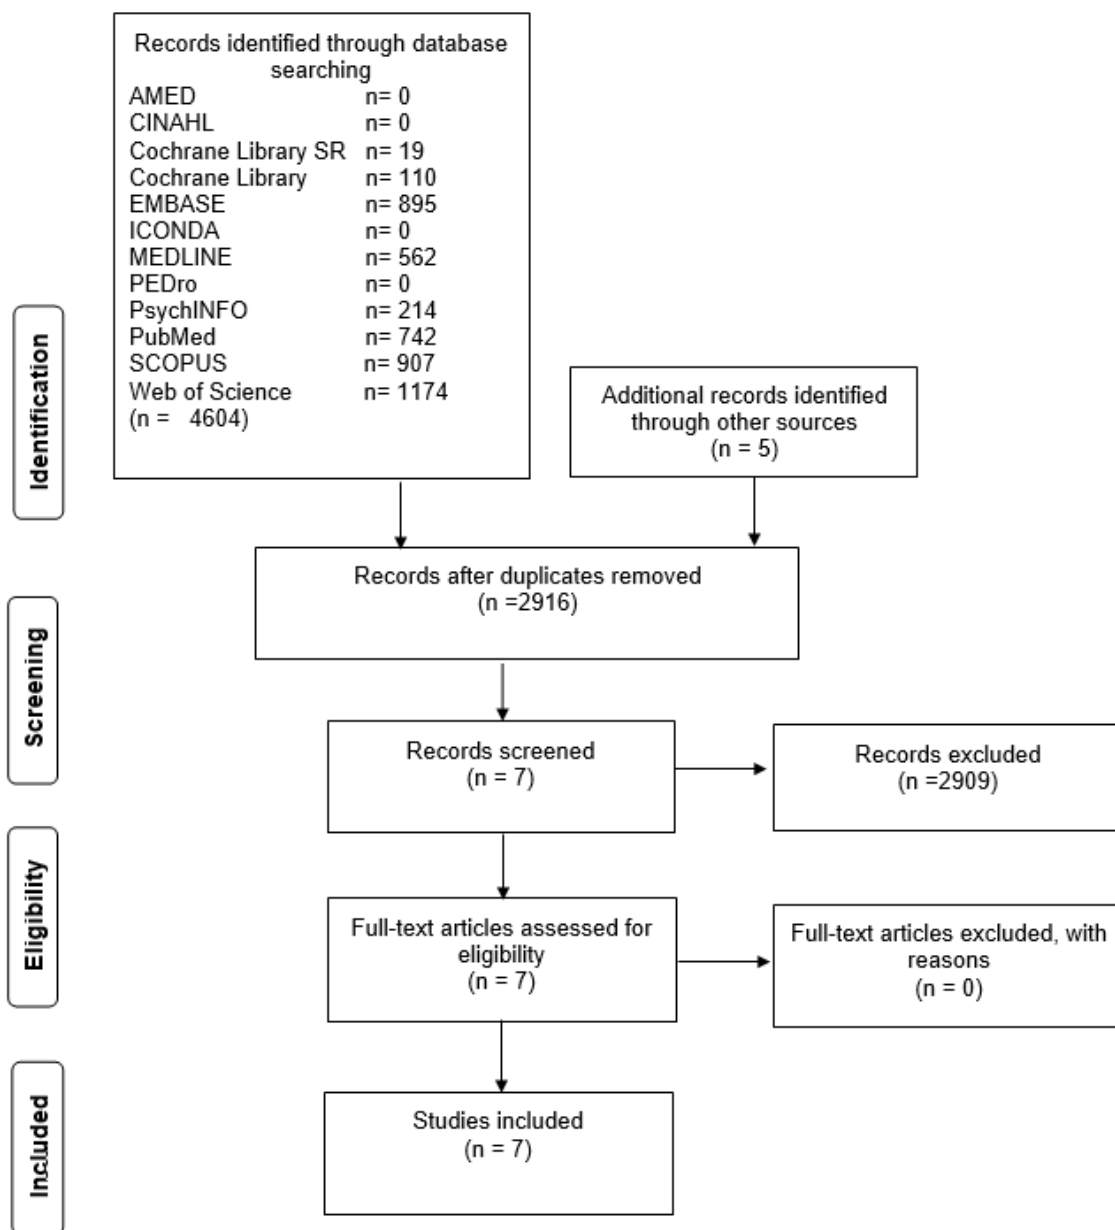 Records identified through database
searching
AMED n= 0
CINAHL n= 0
Cochrane Library SR n= 19
Cochrane Library n= 110
EMBASE n= 895
ICONDA n= 0
MEDLINE n= 562
PEDro n= 0
PsychINFO n= 214
PubMed n= 742
SCOPUS n= 907
Web of Science n= 1174
(n = 4604)
Identification
Additional records identified
through other sources
(n = 5)
Records after duplicates removed
(n =2916)
Screening
Records screened
(n = 7)
Records excluded
(n =2909)
Eligibility
Full-text articles assessed for
eligibility
(n = 7)
Full-text articles excluded, with
reasons
(n = 0)
Included
Studies included
(n = 7)